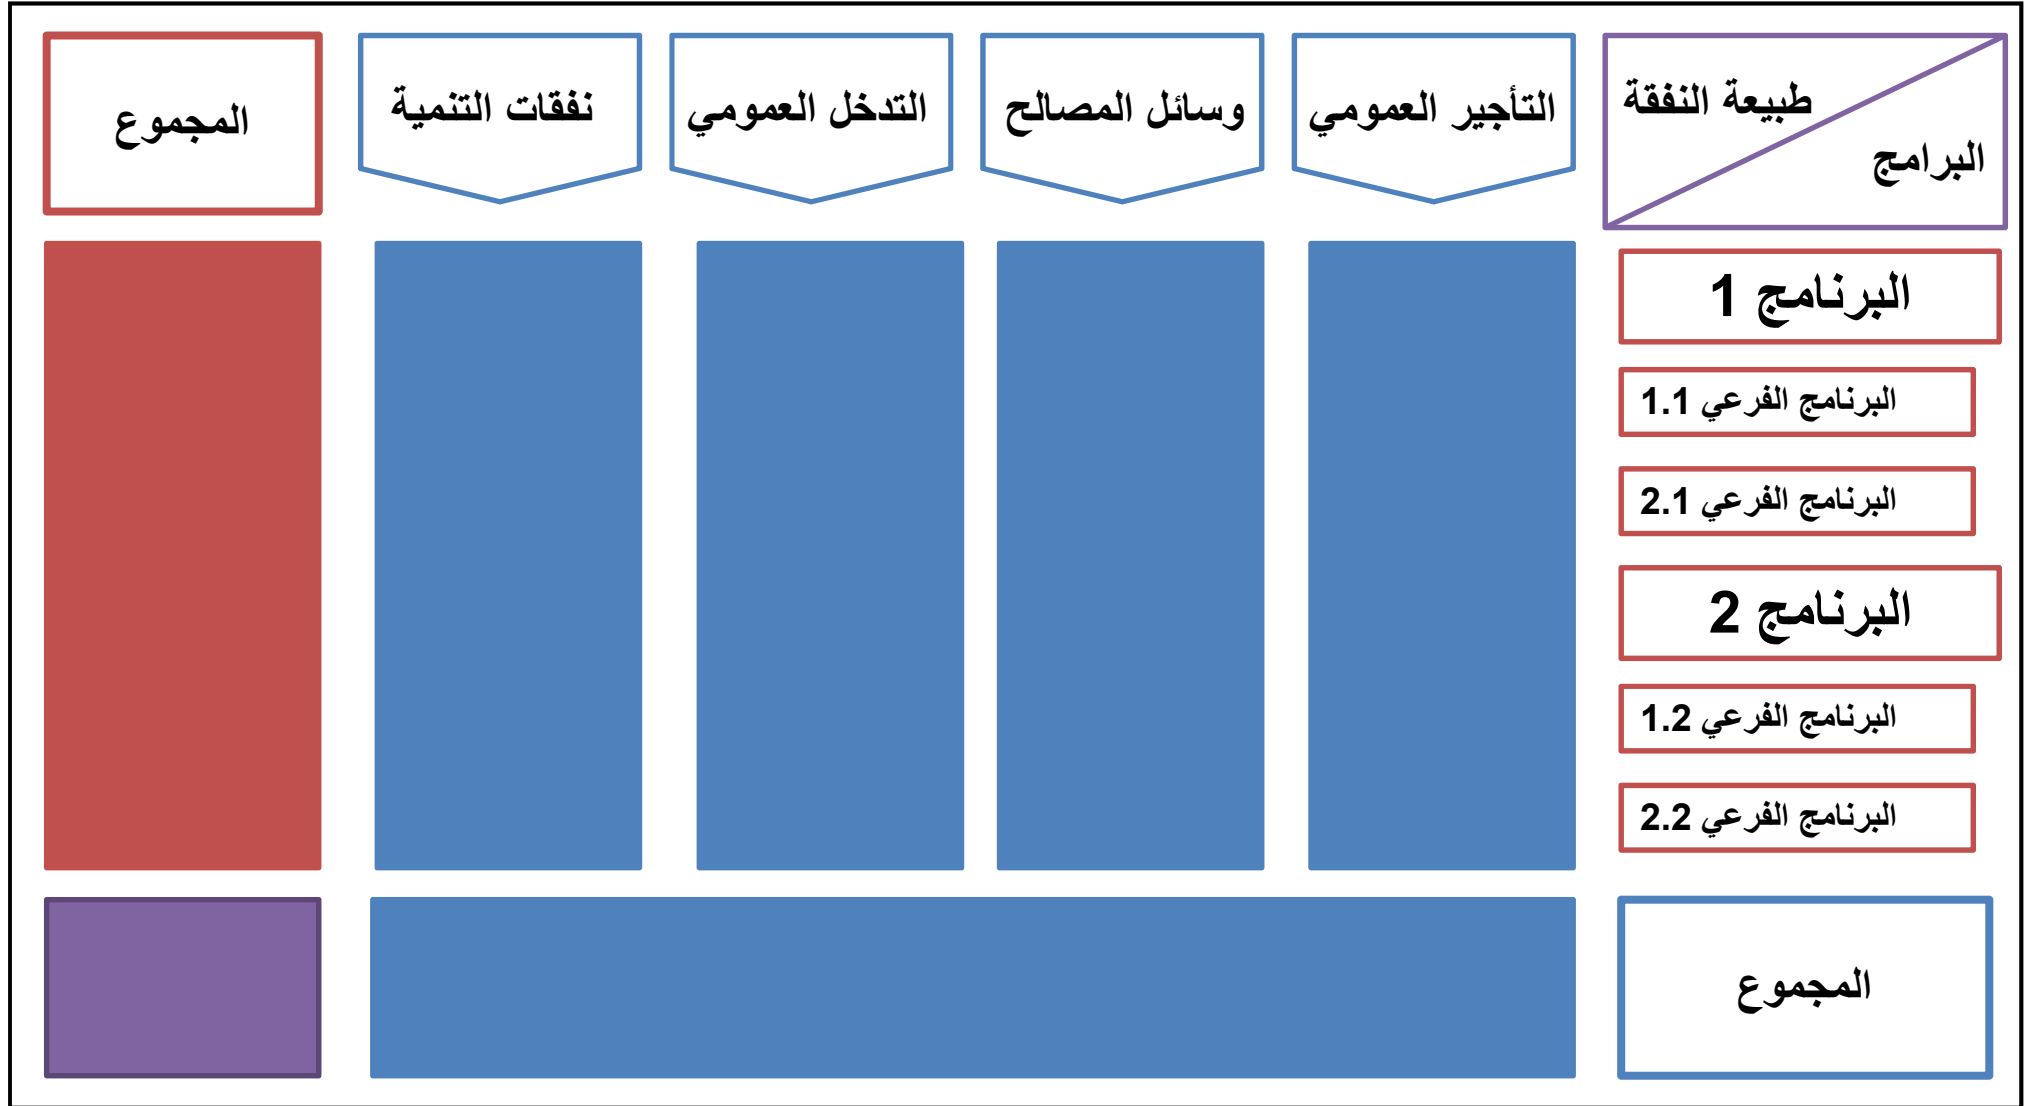 طبيعة النفقة
البرامج
التأجير العمومي
وسائل المصالح
التدخل العمومي
نفقات التنمية
المجموع
البرنامج 1
البرنامج الفرعي 1.1
البرنامج الفرعي 2.1
البرنامج 2
البرنامج الفرعي 1.2
البرنامج الفرعي 2.2
المجموع